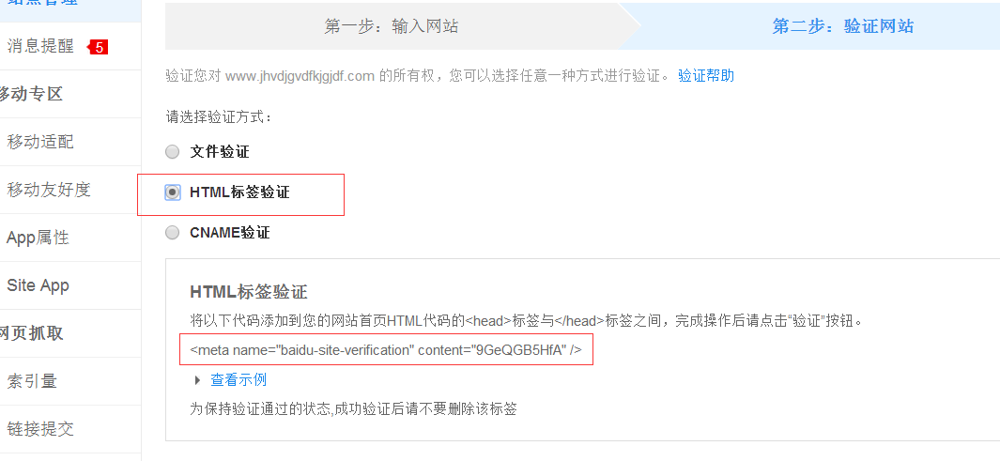 站点管理
消息提醒 5
移动专区
移动适配
移动友好度
App属性
Site App
网页抓取
索引量
链接提交
第一步：输入网站
第二步：验证网站
验证您对 www.jhvdjgvdfkjgjjdf.com 的所有权，您可以选择任意一种方式进行验证。 验证帮助
请选择验证方式：
文件验证
HTML标签验证
CNAME验证
HTML标签验证
将以下代码添加到您的网站首页HTML代码的<head>标签与</head>标签之间，完成操作后请点击“验证”按钮。
<meta name="baidu-site-verification" content="9GeQGB5HfA" />
查看示例
为保持验证通过的状态,成功验证后请不要删除该标签